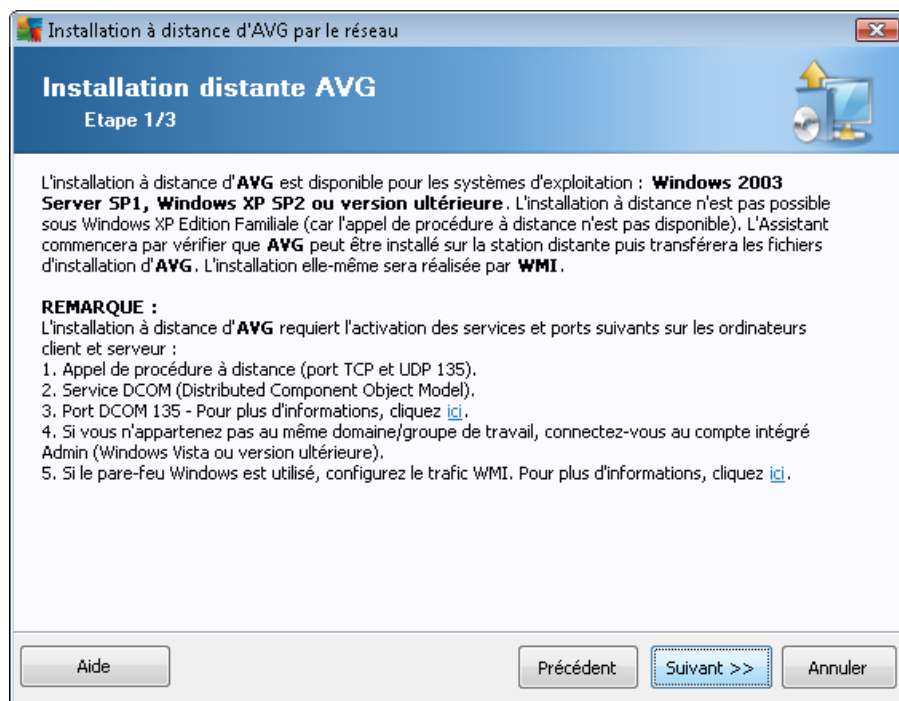 Installation à distance d'AVG par le réseau
Installation distante AVG
Etape 1/3
L'installation à distance d'AVG est disponible pour les systèmes d'exploitation : Windows 2003
Server SP1, Windows XP SP2 ou version ultérieure. L'installation à distance n'est pas possible
sous Windows XP Edition Familiale (car l'appel de procédure à distance n'est pas disponible). L'Assistant
commencera par vérifier que AVG peut être installé sur la station distante puis transférera les fichiers
d'installation d'AVG. L'installation elle-même sera réalisée par WMI.
REMARQUE :
L'installation à distance d'AVG requiert l'activation des services et ports suivants sur les ordinateurs
client et serveur :
1. Appel de procédure à distance (port TCP et UDP 135).
2. Service DCOM (Distributed Component Object Model).
3. Port DCOM 135 - Pour plus d'informations, cliquez ici.
4. Si vous n'appartenez pas au même domaine/groupe de travail, connectez-vous au compte intégré
Admin (Windows Vista ou version ultérieure).
5. Si le pare-feu Windows est utilisé, configurez le trafic WMI. Pour plus d'informations, cliquez ici.
Aide
Précédent
Suivant >>
Annuler